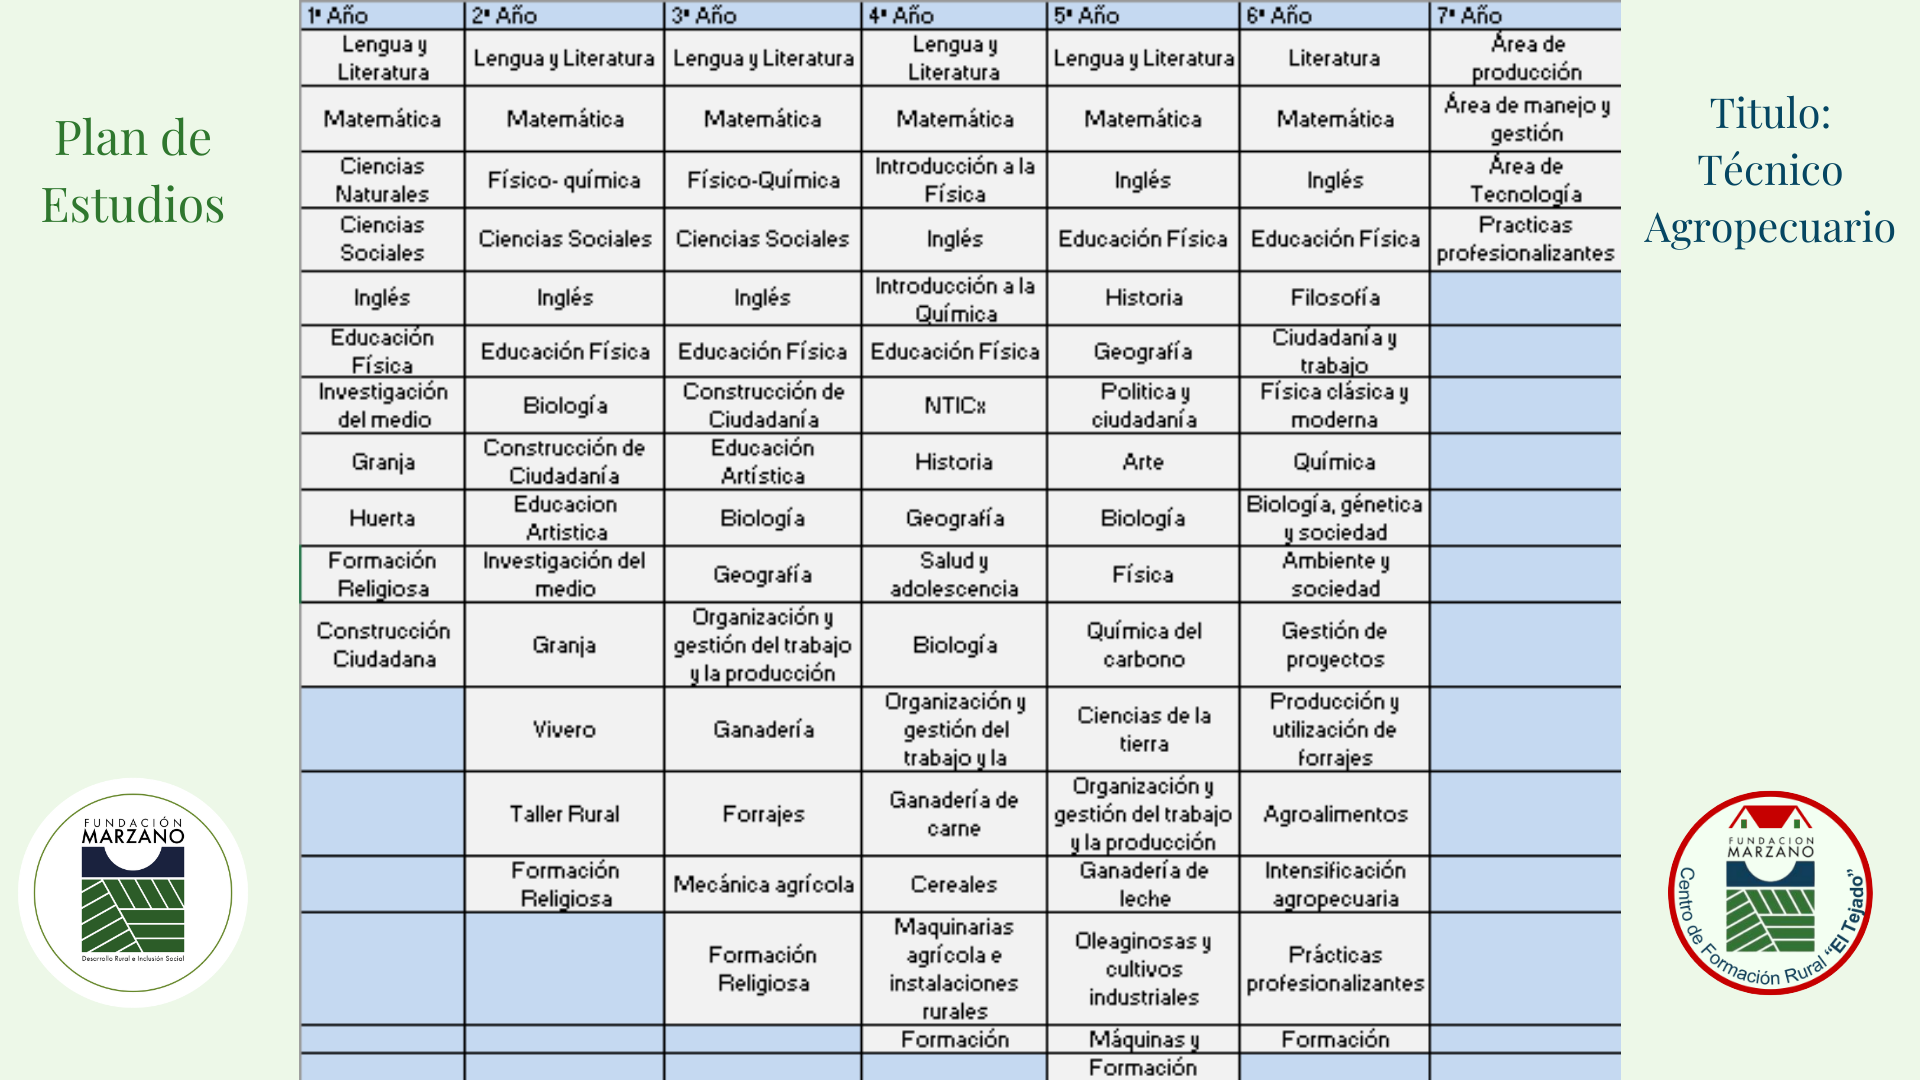 Plan de
Estudios
1º Año 2º Año 3º Año 4º Año 5º Año 6º Año 7º Año
Lengua y
Literatura Lengua y Literatura Lengua y Literatura Lengua y
Literatura Lengua y Literatura Literatura Área de
producción
Matemática Matemática Matemática Matemática Matemática Matemática Área de manejo y
gestión
Ciencias
Naturales Físico- química Físico-Química Introducción a la
Física Inglés Inglés Área de
Tecnología
Ciencias
Sociales Ciencias Sociales Ciencias Sociales Inglés Educación Física Educación Física Practicas
profesionalizantes
Inglés Inglés Inglés Introducción a la
Química Historia Filosofía
Educación
Física Educación Física Educación Física Educación Física Geografía Ciudadanía y
trabajo
Investigación
del medio Biología Construcción de
Ciudadanía NTICx Politica y
ciudadanía Física clásica y
moderna
Granja Construcción de
Ciudadanía Educación
Artística Historia Arte Química
Huerta Educacion
Artistica Biología Geografía Biología Biología, génetica
y sociedad
Formación
Religiosa Investigación del
medio Geografía Salud y
adolescencia Física Ambiente y
sociedad
Construcción
Ciudadana Granja Organización y
gestión del trabajo
y la producción Biología Química del
carbono Gestión de
proyectos
Vivero Ganadería Organización y
gestión del
trabajo y la Ciencias de la
tierra Producción y
utilización de
forrajes
Taller Rural Forrajes Ganadería de
carne Organización y
gestión del trabajo
y la producción Agroalimentos
Formación
Religiosa Mecánica agrícola Cereales Ganadería de
leche Intensificación
agropecuaria
Formación
Religiosa Maquinarias
agrícola e
instalaciones
rurales Oleaginosas y
cultivos
industriales Prácticas
profesionalizantes
Formación Máquinas y Formación
Formación
Titulo:
Técnico
Agropecuario
FUNDACIÓN
MARZANO
Desarrollo Rural e Inclusión Social
FUNDACION
MARZANO
Centro de Formación Rural "El Tejado"